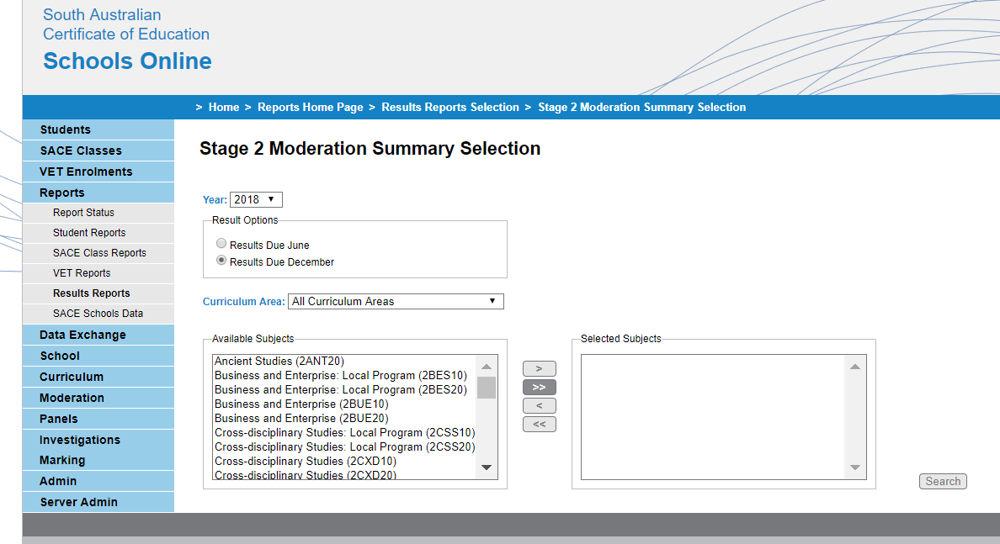 South Australian
Certificate of Education
Schools Online
> Home > Reports Home Page > Results Reports Selection > Stage 2 Moderation Summary Selection
Students
SACE Classes
VET Enrolments
Reports
Report Status
Student Reports
SACE Class Reports
VET Reports
Results Reports
SACE Schools Data
Data Exchange
School
Curriculum
Moderation
Panels
Investigations
Marking
Admin
Server Admin
Stage 2 Moderation Summary Selection
Year: 2018
Result Options
Results Due June
Results Due December
Curriculum Area: All Curriculum Areas
Available Subjects
Ancient Studies (2ANT20)
Business and Enterprise: Local Program (2BES10)
Business and Enterprise: Local Program (2BES20)
Business and Enterprise (2BUE10)
Business and Enterprise (2BUE20)
Cross-disciplinary Studies: Local Program (2CSS10)
Cross-disciplinary Studies: Local Program (2CSS20)
Cross-disciplinary Studies (2CXD10)
Cross-disciplinary Studies (2CXD20)
>
>>
<
<<
Selected Subjects
Search